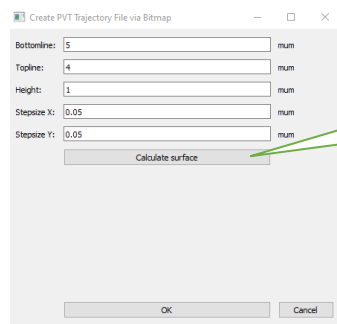 Create PVT Trajectory File via Bitmap
Bottomline: 5 mum
Topline: 4 mum
Height: 1 mum
Stepsize X: 0.05 mum
Stepsize Y: 0.05 mum
Calculate surface
OK Cancel